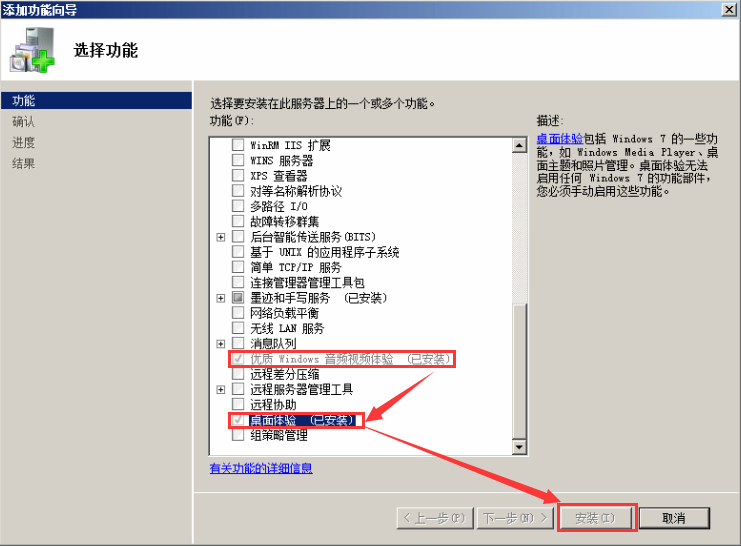 添加功能向导
选择功能
功能
确认
进度
结果
选择要安装在此服务器上的一个或多个功能。
功能(F):
WinRM IIS 扩展
WINS 服务器
XPS 查看器
对等名称解析协议
多路径 I/O
故障转移群集
后台智能传送服务(BITS)
基于 UNIX 的应用程序子系统
简单 TCP/IP 服务
连接管理器管理工具包
墨迹和手写服务 (已安装)
网络负载平衡
无线 LAN 服务
消息队列
优质 Windows 音频视频体验 (已安装)
远程差分压缩
远程服务器管理工具
远程协助
桌面体验 (已安装)
组策略管理
有关功能的详细信息
描述:
桌面体验包括 Windows 7 的一些功
能，如 Windows Media Player、桌
面主题和照片管理。桌面体验无法
启用任何 Windows 7 的功能部件，
您必须手动启用这些功能。
< 上一步(P)
下一步(N) >
安装(I)
取消